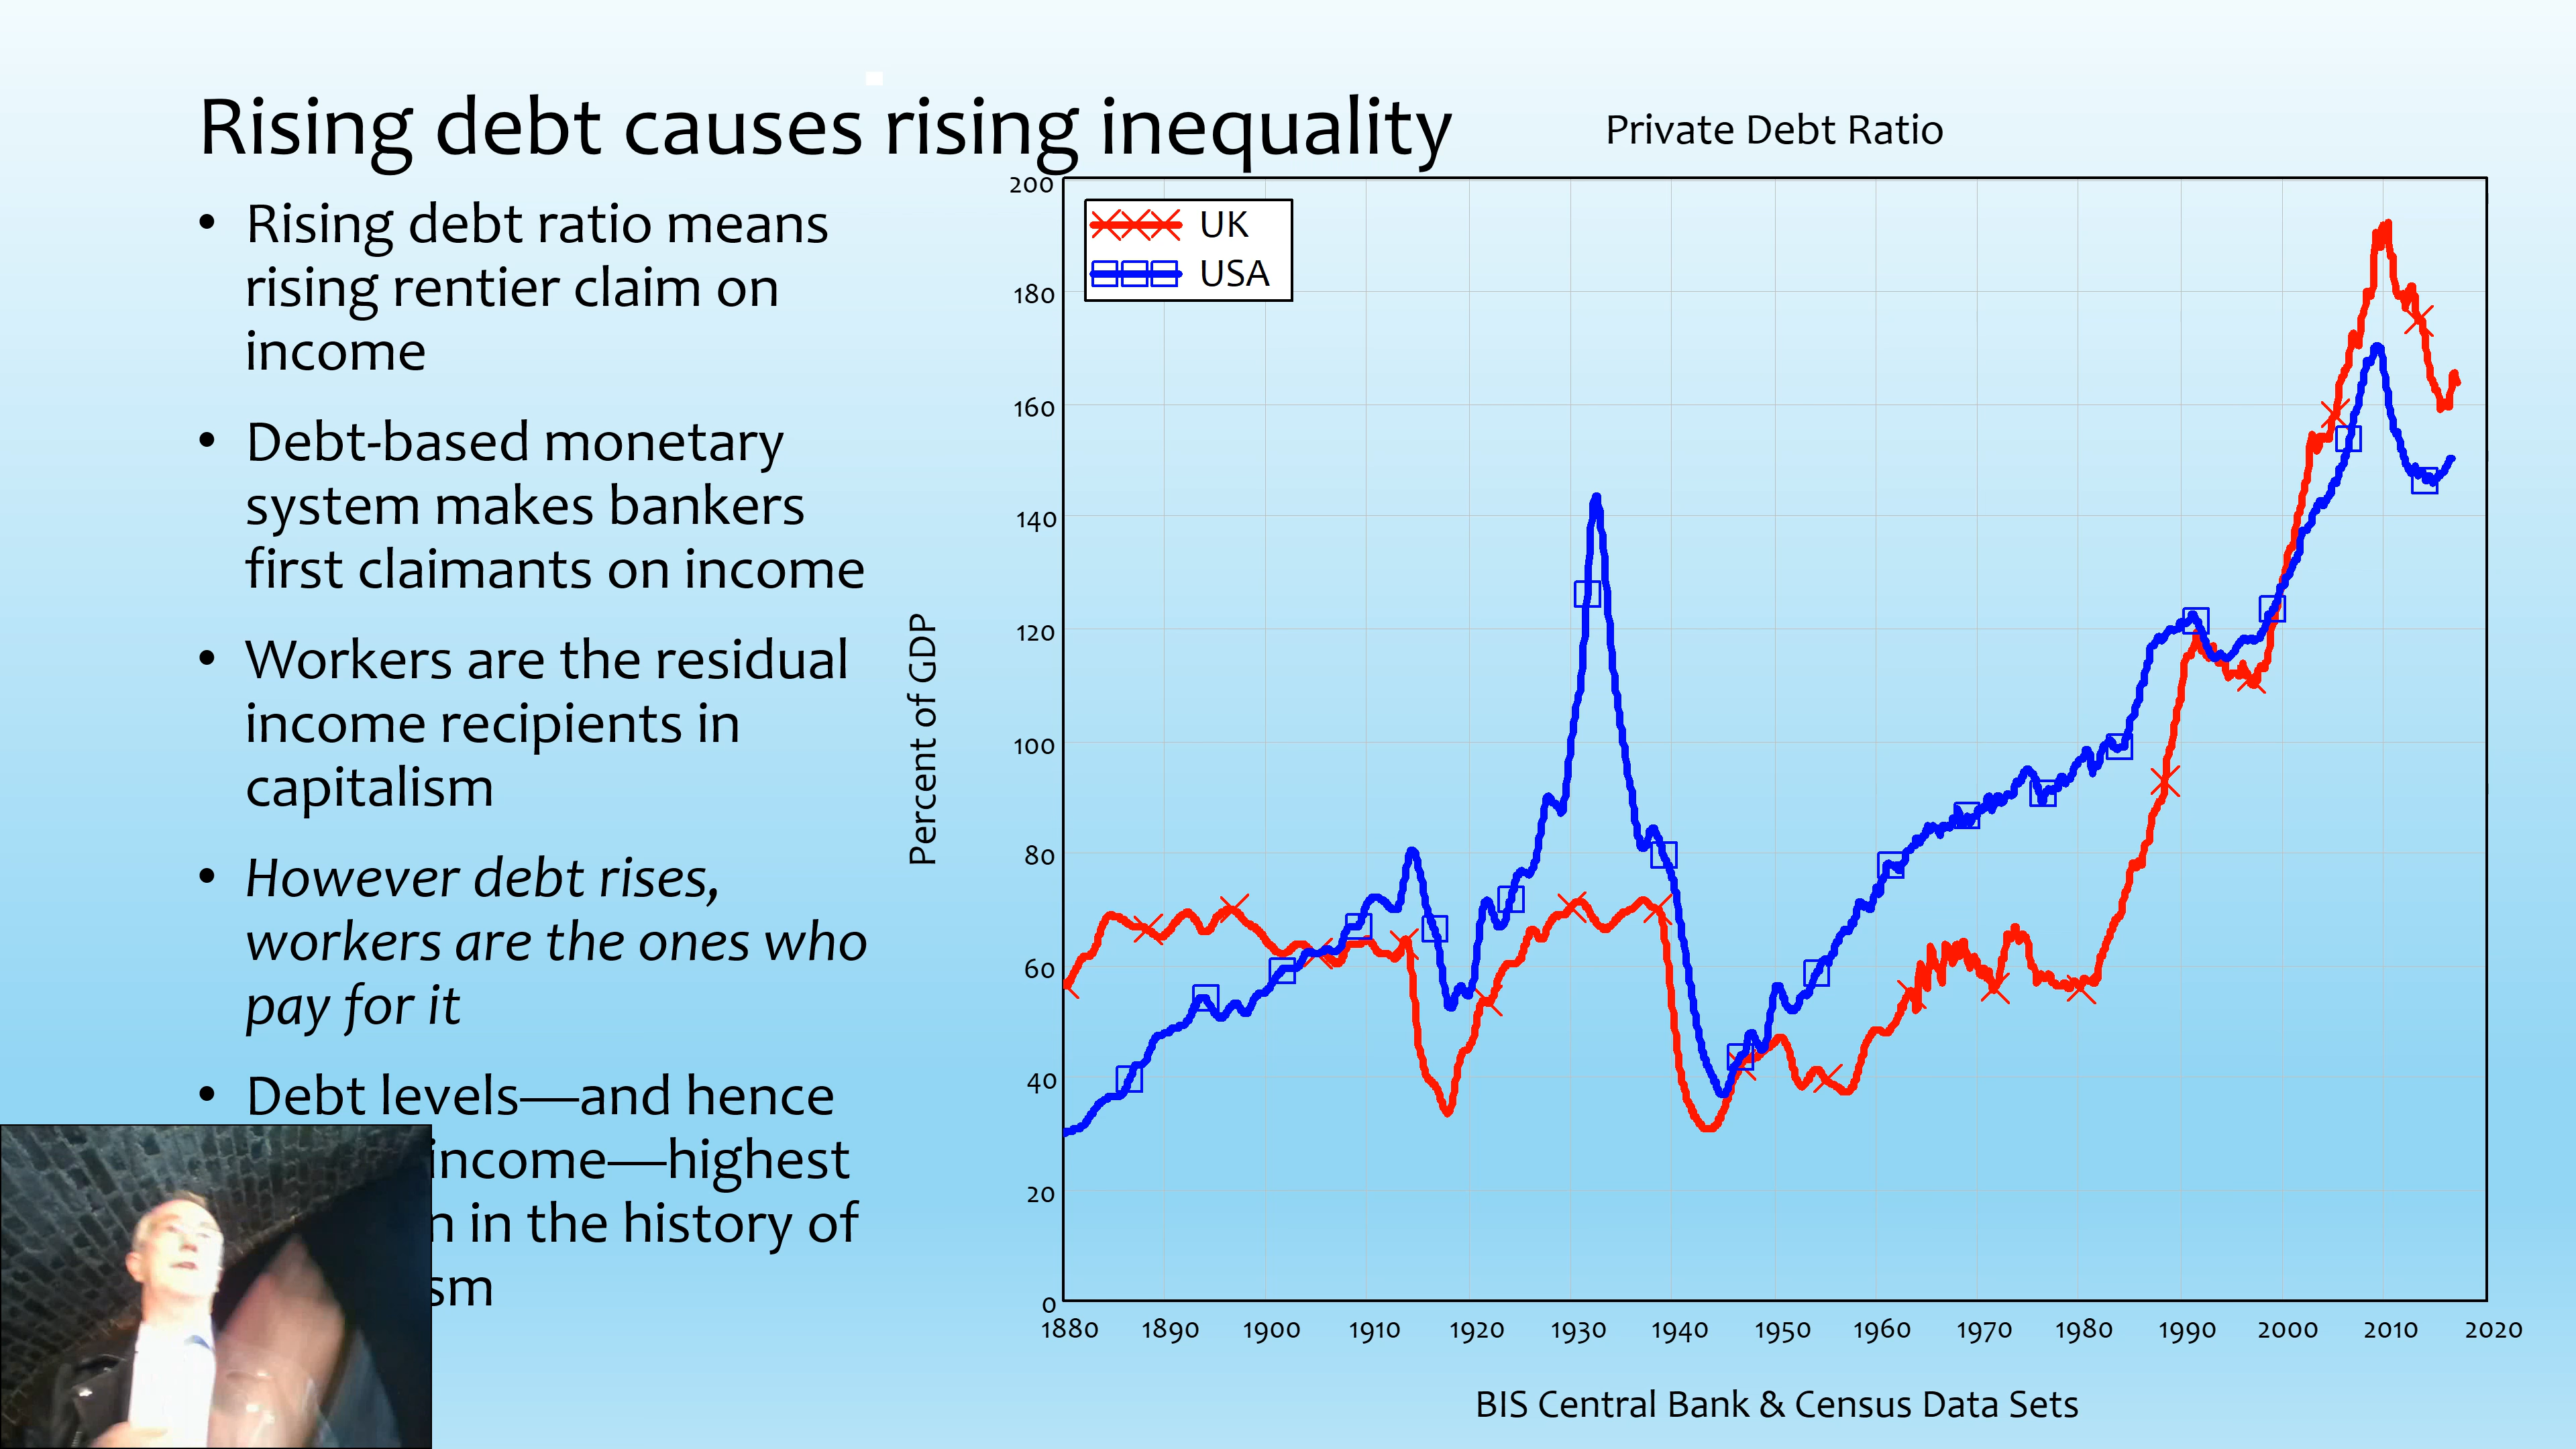 Rising debt causes rising inequality
• Rising debt ratio means
rising rentier claim on
income
• Debt-based monetary
system makes bankers
first claimants on income
• Workers are the residual
income recipients in
capitalism
• However debt rises,
workers are the ones who
pay for it
• Debt levels—and hence
income—highest
in the history of
Private Debt Ratio
UK
USA
Percent of GDP
200
180
160
140
120
100
80
60
40
20
0
1880 1890 1900 1910 1920 1930 1940 1950 1960 1970 1980 1990 2000 2010 2020
BIS Central Bank & Census Data Sets